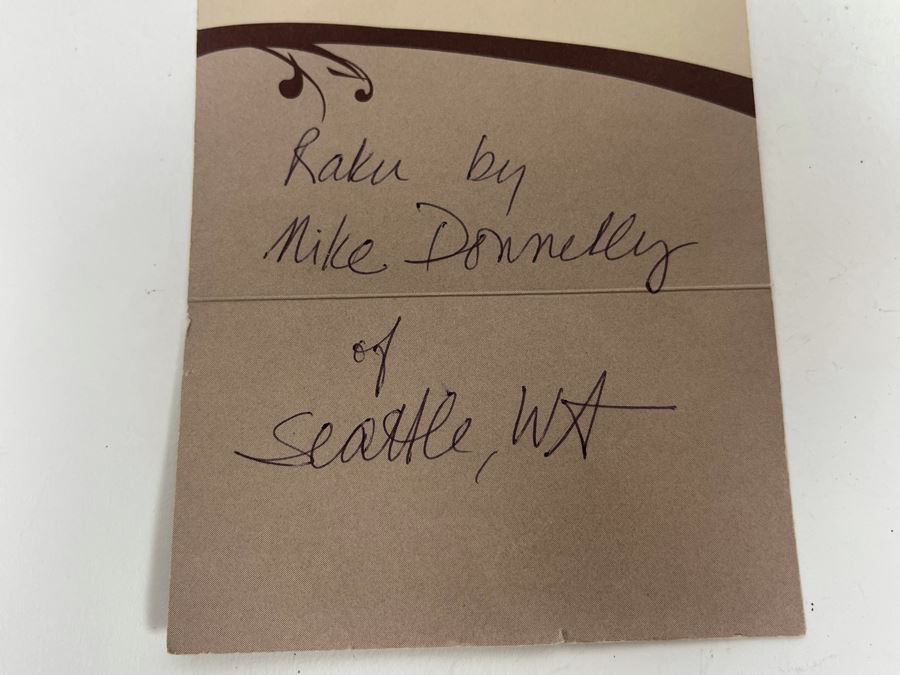 Raku by
Mike Donnelly
of
Seattle, WA